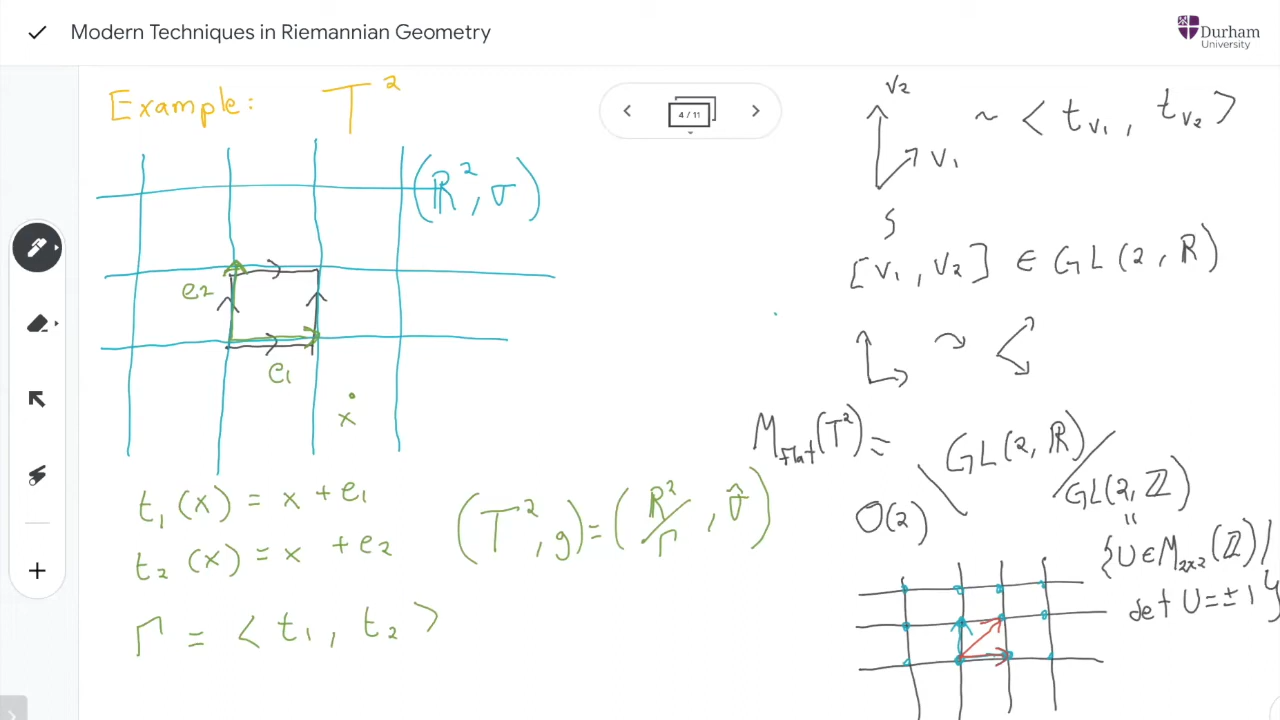 Modern Techniques in Riemannian Geometry
Durham
University
4 / 11
Example: T²
(ℝ², σ)
e₂
e₁
x
t₁(x) = x + e₁
t₂(x) = x + e₂
Γ = < t₁, t₂ >
(T², g) = (ℝ²/Γ, σ̂)
v₂
v₁
~ < t_v₁, t_v₂ >
[v₁, v₂] ∈ GL(2, R)
M_flat(T²) =
O(2) \ GL(2, ℝ) / GL(2, ℤ)
"
{U ∈ M₂ₓ₂(ℤ) /
det U = ±1}